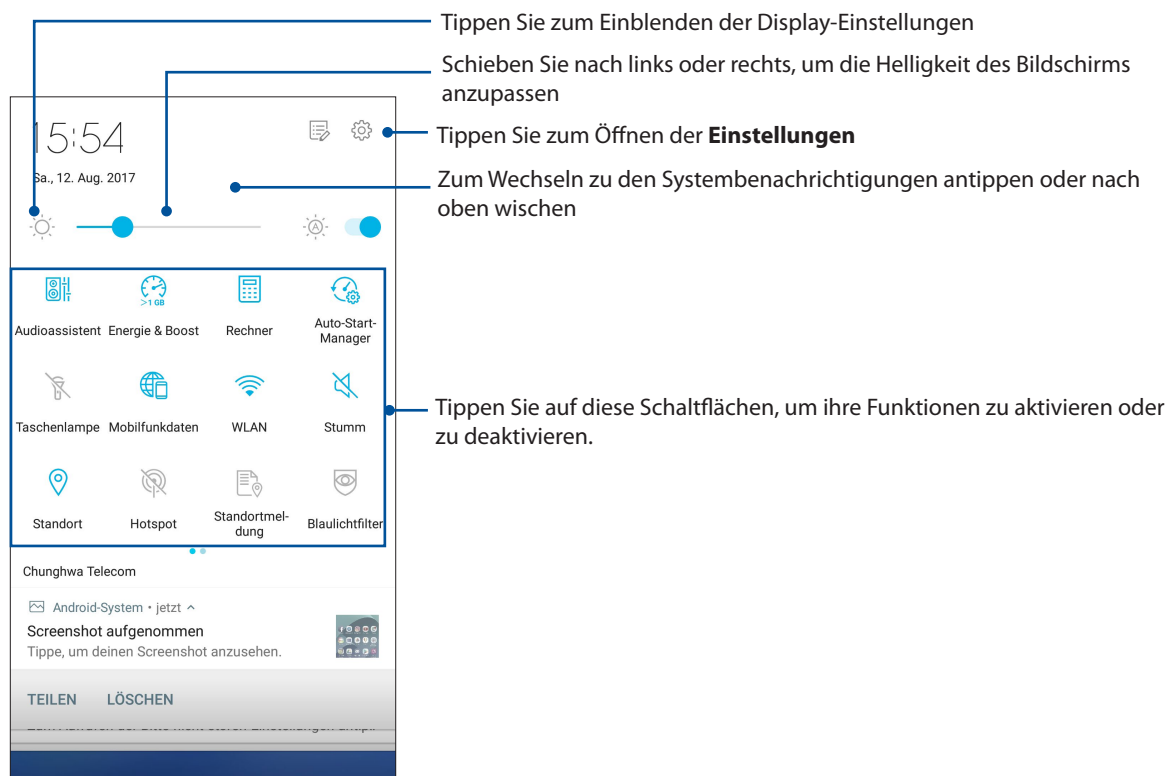 Tippen Sie zum Einblenden der Display-Einstellungen
Schieben Sie nach links oder rechts, um die Helligkeit des Bildschirms
anzupassen
Tippen Sie zum Öffnen der Einstellungen
Zum Wechseln zu den Systembenachrichtigungen antippen oder nach
oben wischen
15:54
Sa., 12. Aug. 2017
A
>1 GB
Audioassistent Energie & Boost Rechner Auto-Start-
Manager
Taschenlampe Mobilfunkdaten WLAN Stumm
Tippen Sie auf diese Schaltflächen, um ihre Funktionen zu aktivieren oder
zu deaktivieren.
Standort Hotspot Standortmel-
dung Blaulichtfilter
Chunghwa Telecom
Android-System • jetzt
Screenshot aufgenommen
Tippe, um deinen Screenshot anzusehen.
TEILEN LÖSCHEN